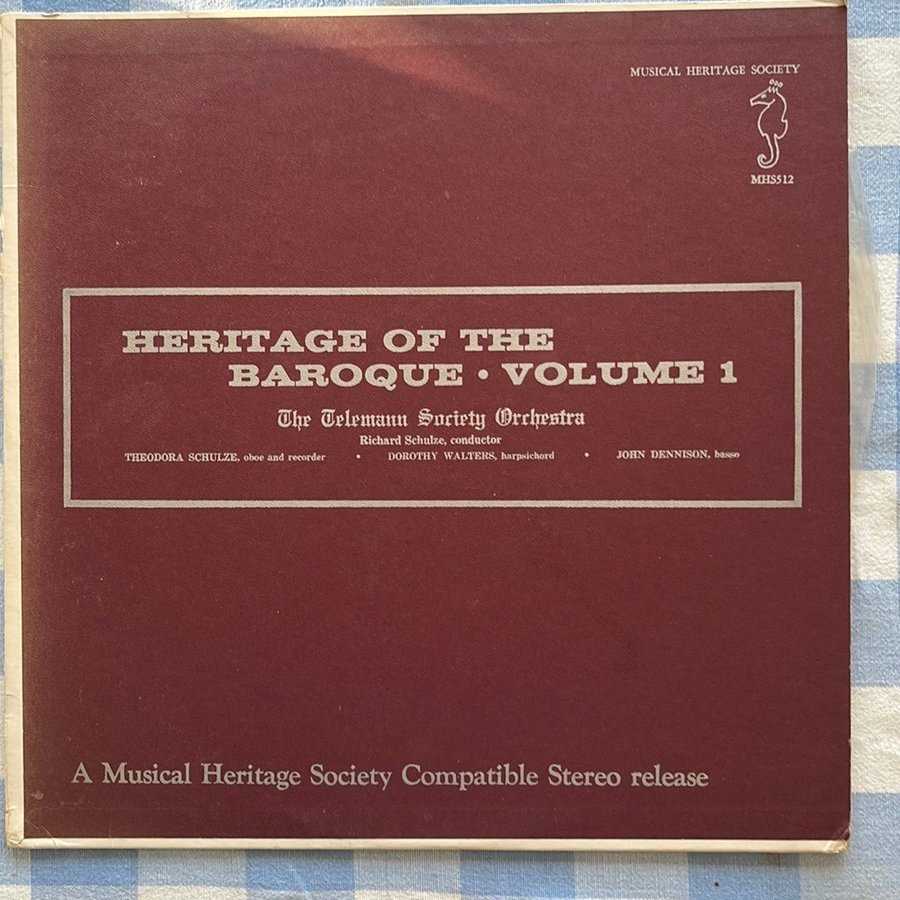 MUSICAL HERITAGE SOCIETY
MHS512
HERITAGE OF THE
BAROQUE • VOLUME 1
The Telemann Society Orchestra
Richard Schulze, conductor
THEODORA SCHULZE, oboe and recorder • DOROTHY WALTERS, harpsichord • JOHN DENNISON, basso
A Musical Heritage Society Compatible Stereo release